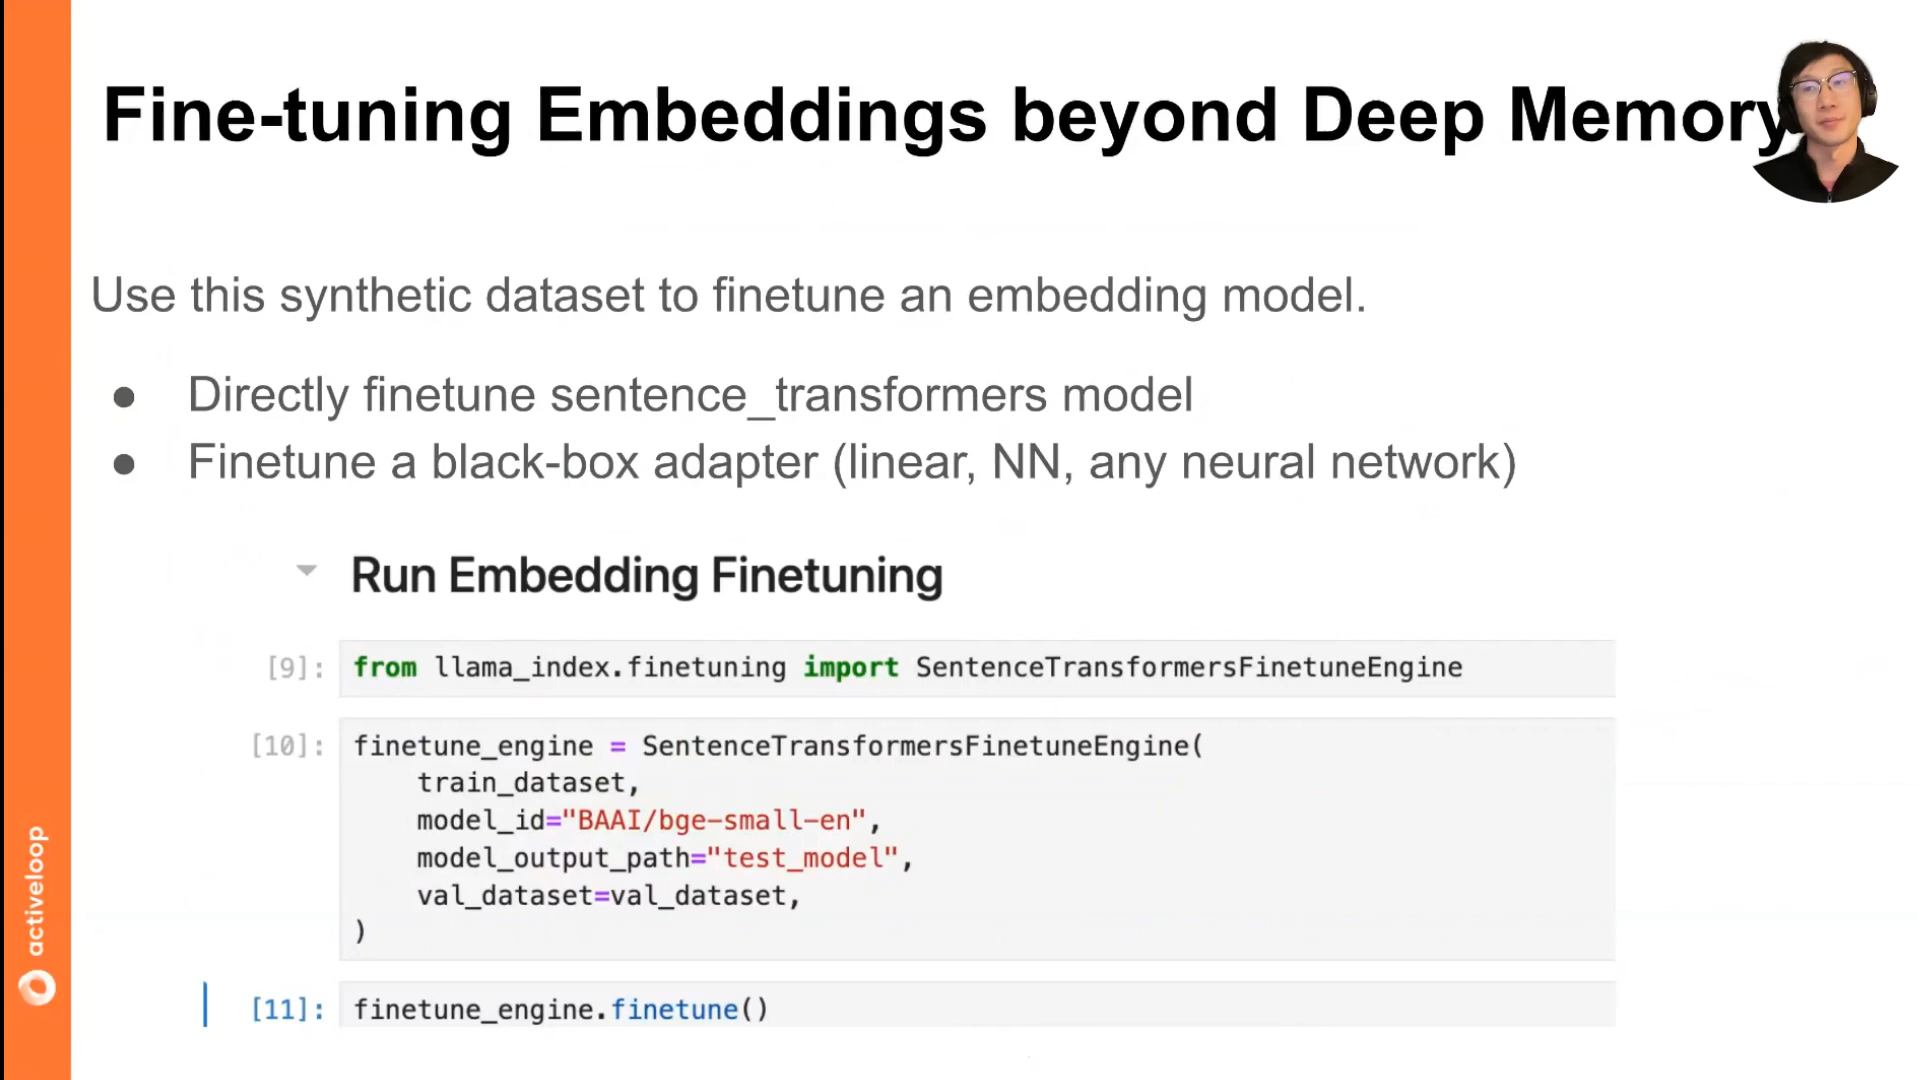 Fine-tuning Embeddings beyond Deep Memory
Use this synthetic dataset to finetune an embedding model.
● Directly finetune sentence_transformers model
● Finetune a black-box adapter (linear, NN, any neural network)
Run Embedding Finetuning
[9]: from llama_index.finetuning import SentenceTransformersFinetuneEngine
[10]: finetune_engine = SentenceTransformersFinetuneEngine(
    train_dataset,
    model_id="BAAI/bge-small-en",
    model_output_path="test_model",
    val_dataset=val_dataset,
)
[11]: finetune_engine.finetune()
activeloop